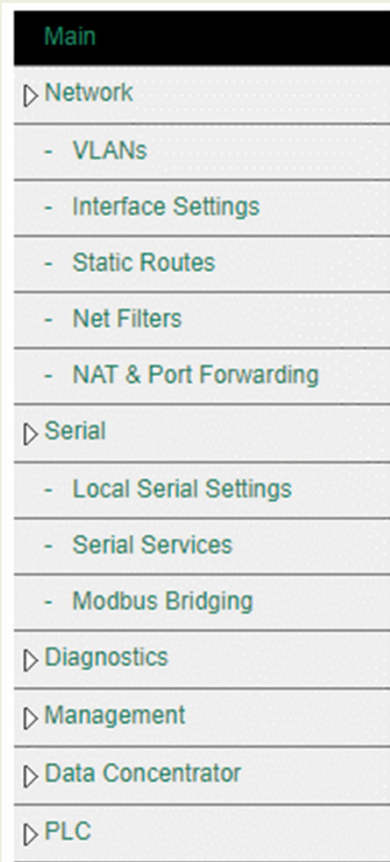 Main
Network
- VLANs
- Interface Settings
- Static Routes
- Net Filters
- NAT & Port Forwarding
Serial
- Local Serial Settings
- Serial Services
- Modbus Bridging
Diagnostics
Management
Data Concentrator
PLC